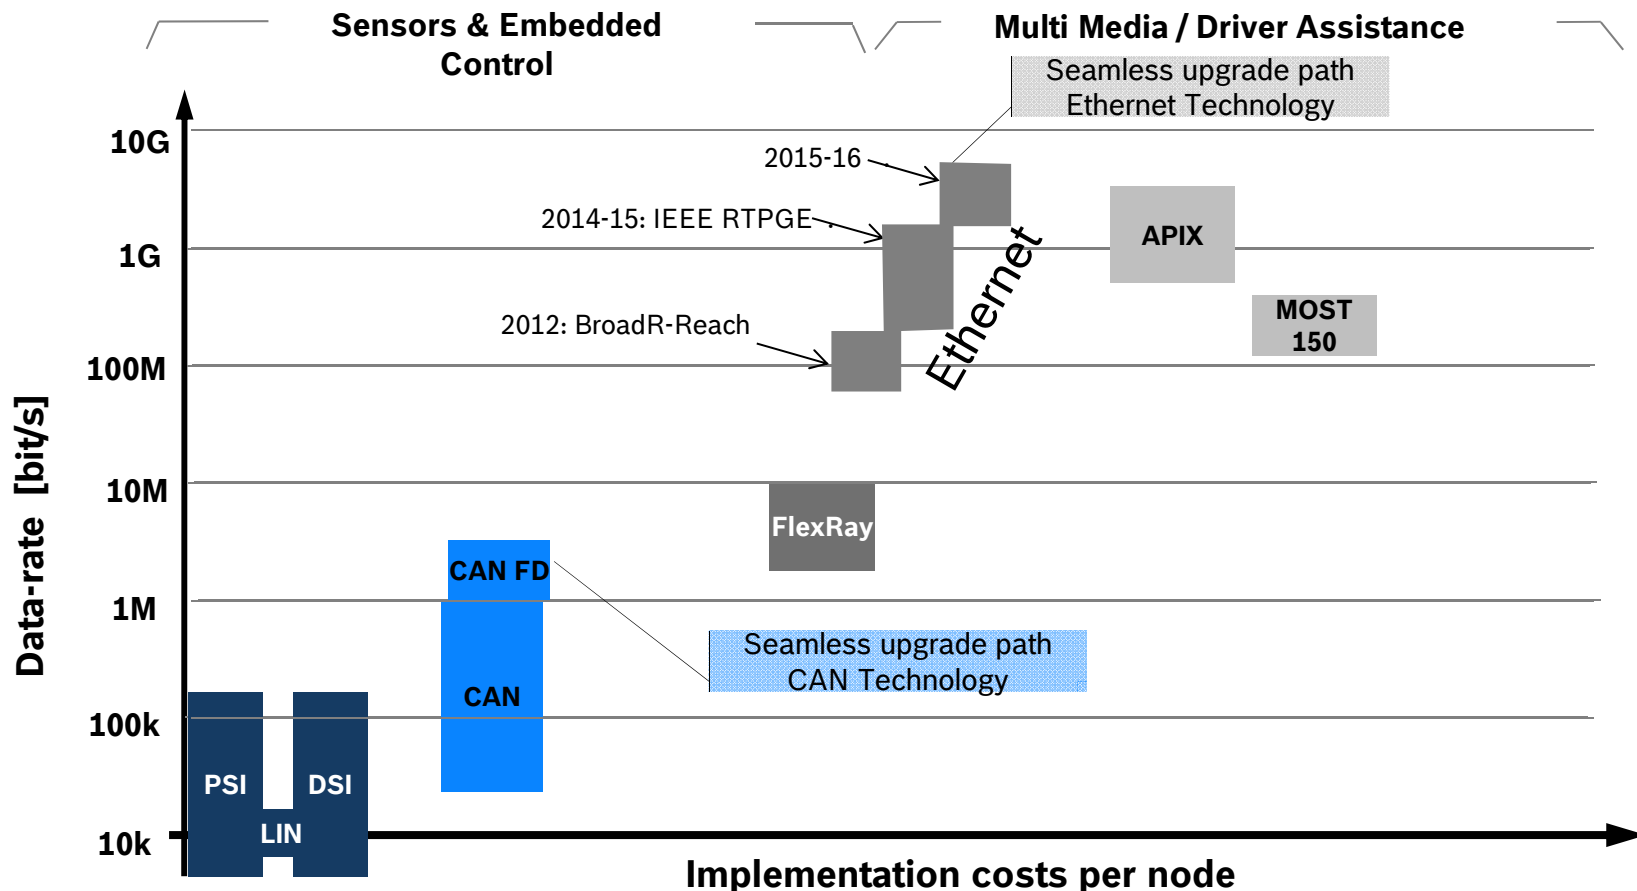 Sensors & Embedded
Control
Multi Media / Driver Assistance
Seamless upgrade path
Ethernet Technology
10G
2015-16
2014-15: IEEE RTPGE
1G
APIX
Ethernet
MOST
150
2012: BroadR-Reach
100M
Data-rate [bit/s]
10M
FlexRay
CAN FD
1M
Seamless upgrade path
CAN Technology
CAN
100k
PSI
DSI
LIN
10k
Implementation costs per node